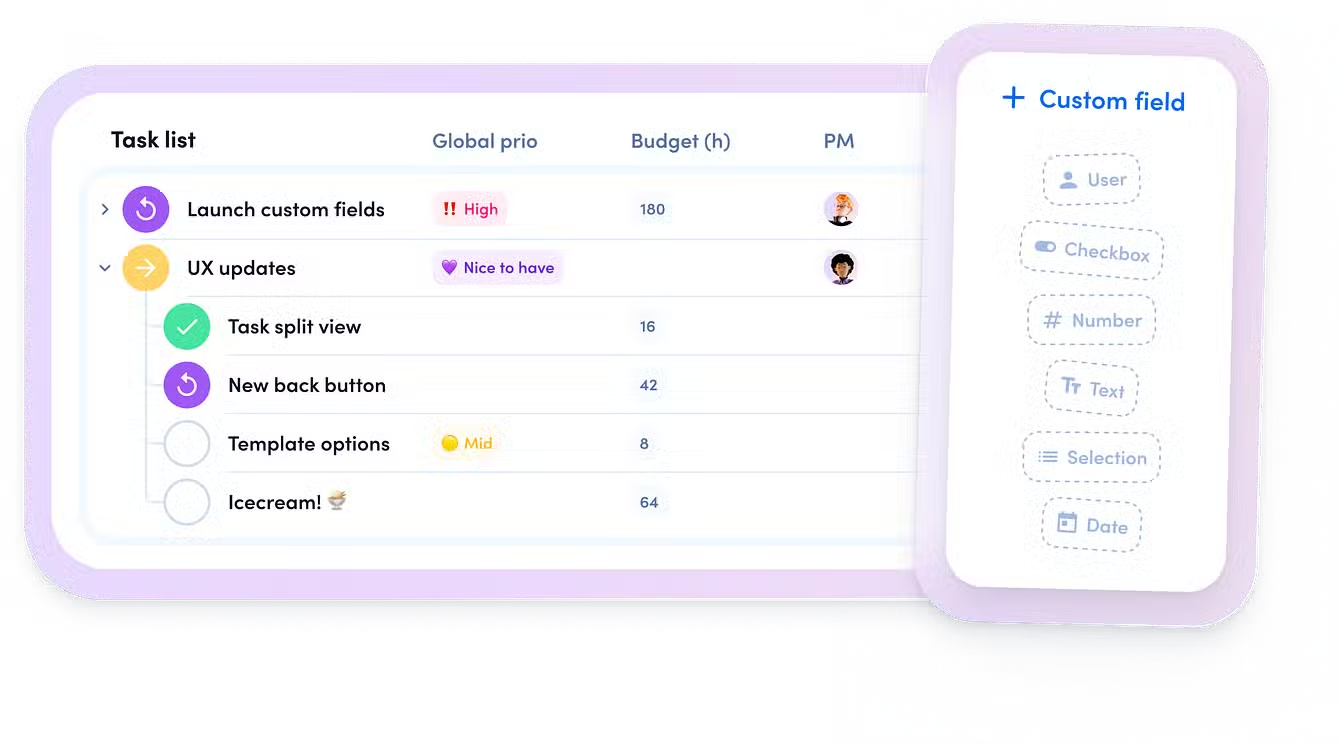 Task list Global prio Budget (h) PM
Launch custom fields ‼ High 180
UX updates 💜 Nice to have
Task split view 16
New back button 42
Template options 🟡 Mid 8
Icecream! 🍨 64
+ Custom field
User
Checkbox
# Number
Tт Text
Selection
Date